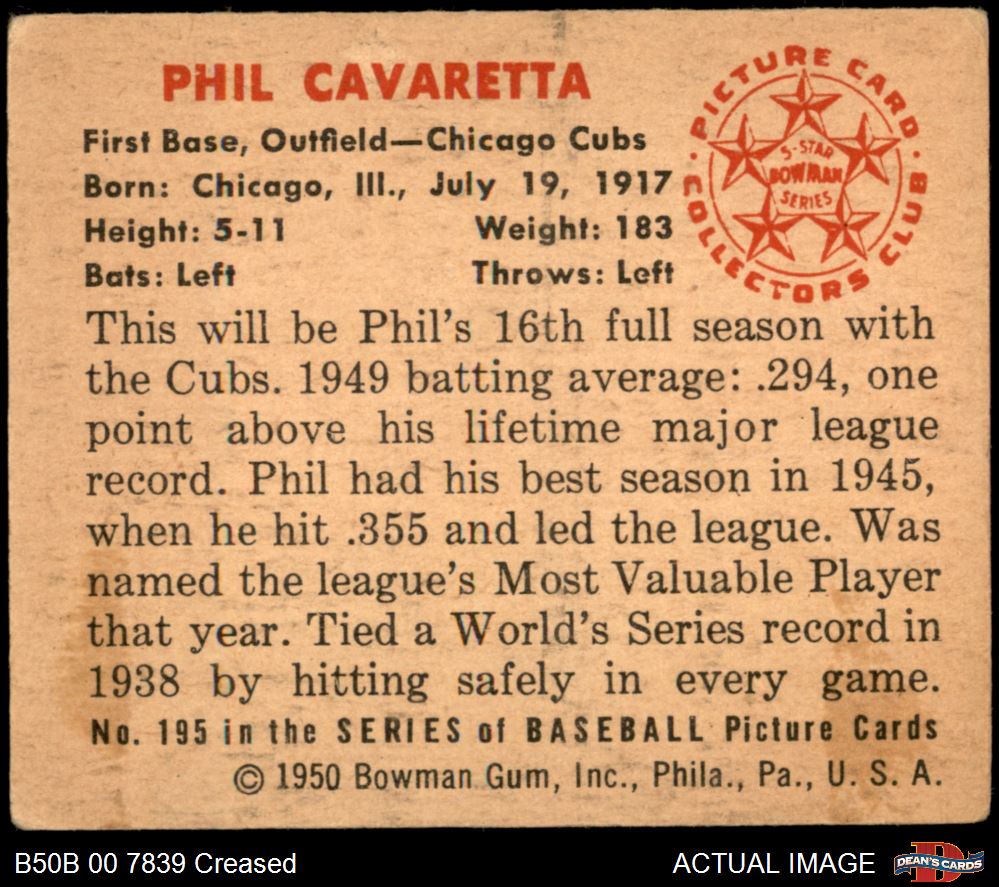 PHIL CAVARETTA
First Base, Outfield—Chicago Cubs
Born: Chicago, Ill., July 19, 1917
Height: 5-11 Weight: 183
Bats: Left Throws: Left
PICTURE CARD COLLECTORS CLUB
5-STAR
BOWMAN
SERIES
This will be Phil's 16th full season with
the Cubs. 1949 batting average: .294, one
point above his lifetime major league
record. Phil had his best season in 1945,
when he hit .355 and led the league. Was
named the league's Most Valuable Player
that year. Tied a World's Series record in
1938 by hitting safely in every game.
No. 195 in the SERIES of BASEBALL Picture Cards
© 1950 Bowman Gum, Inc., Phila., Pa., U. S. A.
B50B 00 7839 Creased
ACTUAL IMAGE
DEAN'S CARDS